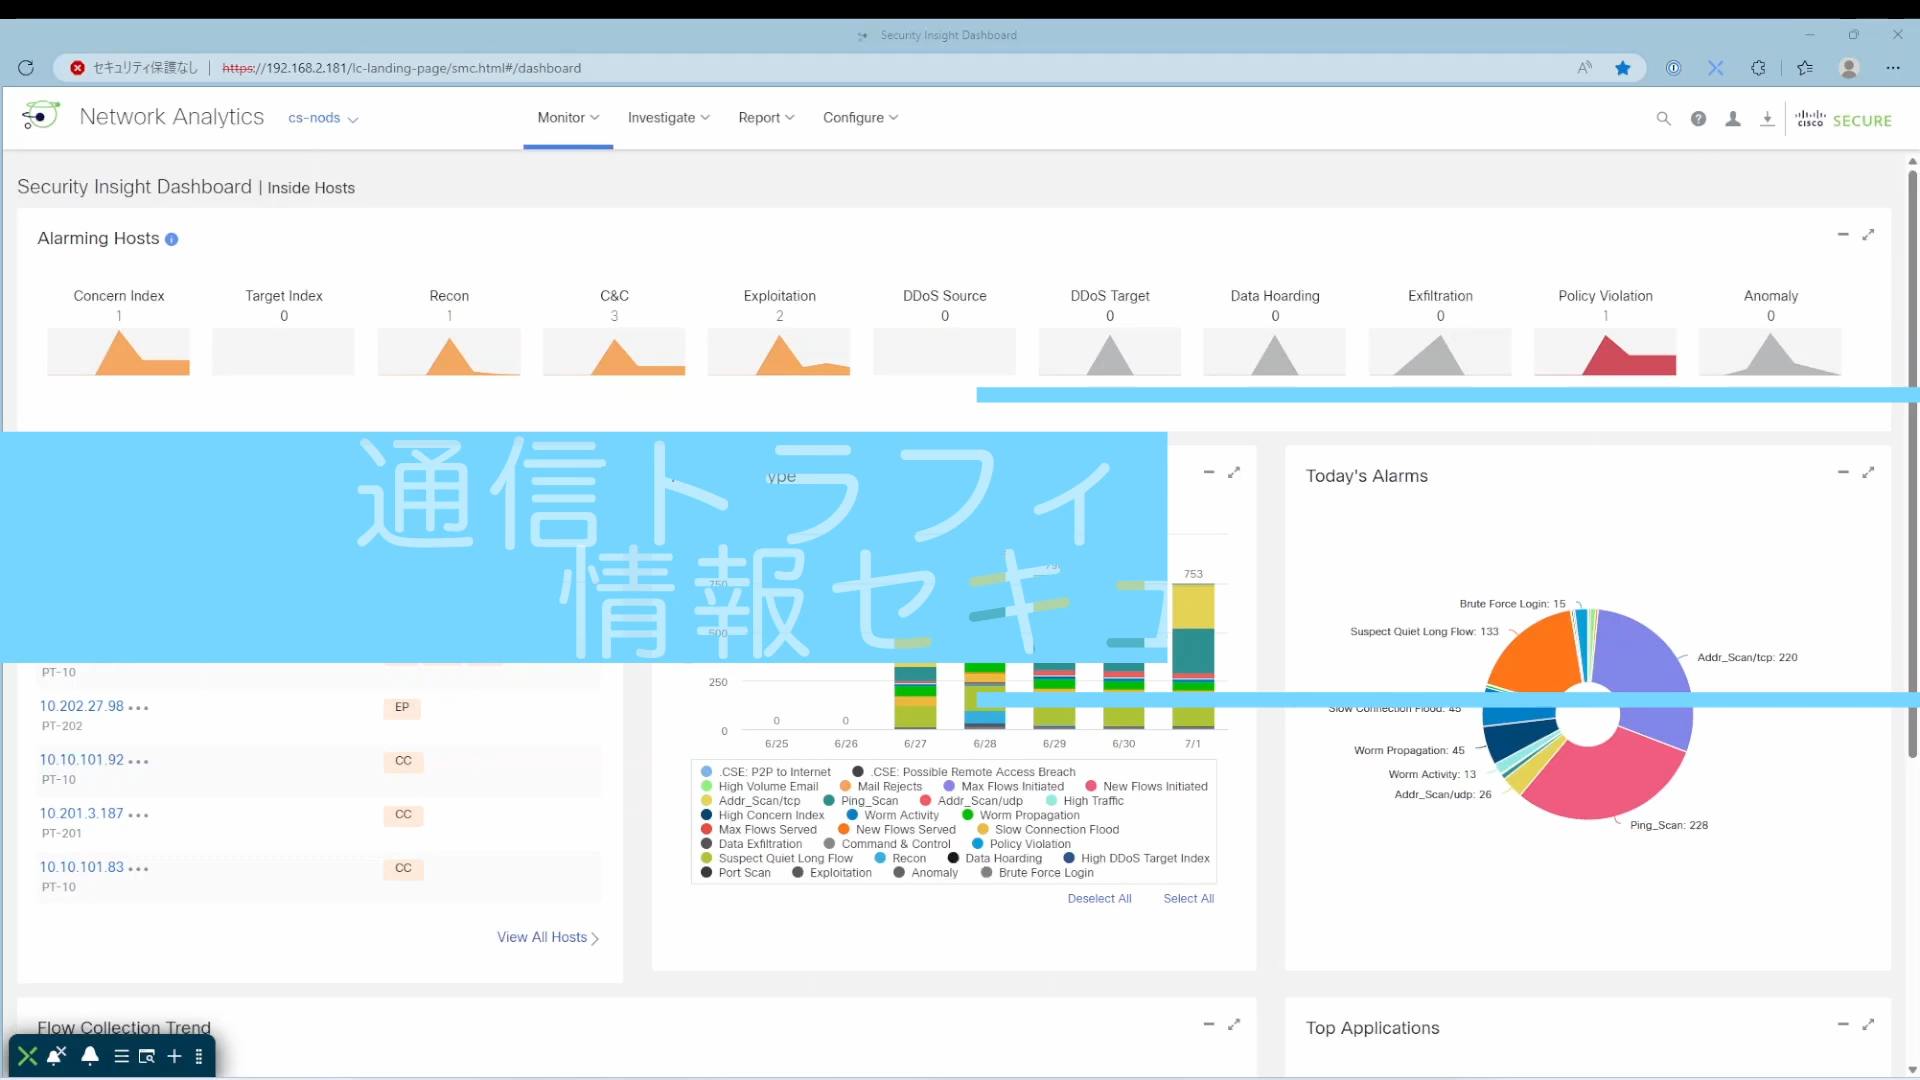 Security Insight Dashboard
セキュリティ保護なし
https://192.168.2.181/lc-landing-page/smc.html#/dashboard
Network Analytics
cs-nods
Monitor
Investigate
Report
Configure
cisco SECURE
Security Insight Dashboard | Inside Hosts
Alarming Hosts
Concern Index
1
Target Index
0
Recon
1
C&C
3
Exploitation
2
DDoS Source
0
DDoS Target
0
Data Hoarding
0
Exfiltration
0
Policy Violation
1
Anomaly
0
通信トラフィ
情報セキュ
PT-10
10.202.27.98
EP
PT-202
10.10.101.92
CC
PT-10
10.201.3.187
CC
PT-201
10.10.101.83
CC
PT-10
View All Hosts
ype
753
750
500
250
0
0
0
6/25
6/26
6/27
6/28
6/29
6/30
7/1
.CSE: P2P to Internet
.CSE: Possible Remote Access Breach
High Volume Email
Mail Rejects
Max Flows Initiated
New Flows Initiated
Addr_Scan/tcp
Ping_Scan
Addr_Scan/udp
High Traffic
High Concern Index
Worm Activity
Worm Propagation
Max Flows Served
New Flows Served
Slow Connection Flood
Data Exfiltration
Command & Control
Policy Violation
Suspect Quiet Long Flow
Recon
Data Hoarding
High DDoS Target Index
Port Scan
Exploitation
Anomaly
Brute Force Login
Deselect All
Select All
Today's Alarms
Brute Force Login: 15
Suspect Quiet Long Flow: 133
Addr_Scan/tcp: 220
Slow Connection Flood: 45
Worm Propagation: 45
Worm Activity: 13
Addr_Scan/udp: 26
Ping_Scan: 228
Flow Collection Trend
Top Applications